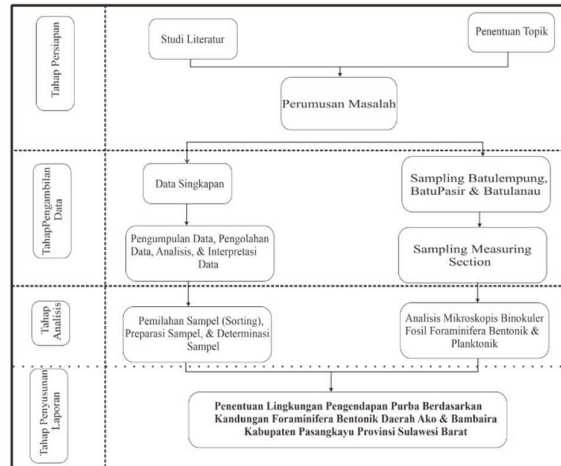 Tahap Persiapan
Studi Literatur
Penentuan Topik
Perumusan Masalah
TahapPengambilan
Data
Data Singkapan
Sampling Batulempung,
BatuPasir & Batulanau
Pengumpulan Data, Pengolahan
Data, Analisis, & Interpretasi
Data
Sampling Measuring
Section
Tahap
Analisis
Pemilahan Sampel (Sorting),
Preparasi Sampel, & Determinasi
Sampel
Analisis Mikroskopis Binokuler
Fosil Foraminifera Bentonik &
Planktonik
Tahap Penyusunan
Laporan
Penentuan Lingkungan Pengendapan Purba Berdasarkan
Kandungan Foraminifera Bentonik Daerah Ako & Bambaira
Kabupaten Pasangkayu Provinsi Sulawesi Barat